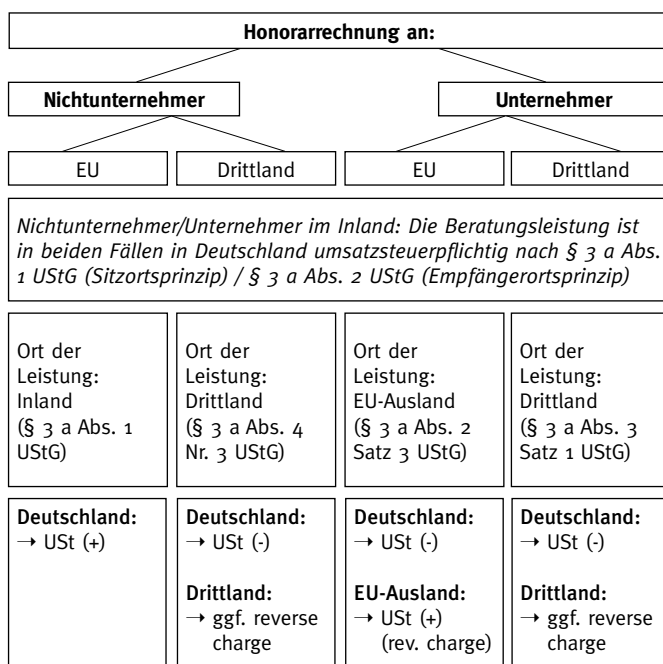 Honorarrechnung an:
Nichtunternehmer
Unternehmer
EU
Drittland
EU
Drittland
Nichtunternehmer/Unternehmer im Inland: Die Beratungsleistung ist
in beiden Fällen in Deutschland umsatzsteuerpflichtig nach § 3 a Abs.
1 UStG (Sitzortsprinzip) / § 3 a Abs. 2 UStG (Empfängerortsprinzip)
Ort der
Leistung:
Inland
(§ 3 a Abs. 1
UStG)
Ort der
Leistung:
Drittland
(§ 3 a Abs. 4
Nr. 3 UStG)
Ort der
Leistung:
EU-Ausland
(§ 3 a Abs. 2
Satz 3 UStG)
Ort der
Leistung:
Drittland
(§ 3 a Abs. 3
Satz 1 UStG)
Deutschland:
→ USt (+)
Deutschland:
→ USt (-)
Drittland:
→ ggf. reverse
charge
Deutschland:
→ USt (-)
EU-Ausland:
→ USt (+)
(rev. charge)
Deutschland:
→ USt (-)
Drittland:
→ ggf. reverse
charge